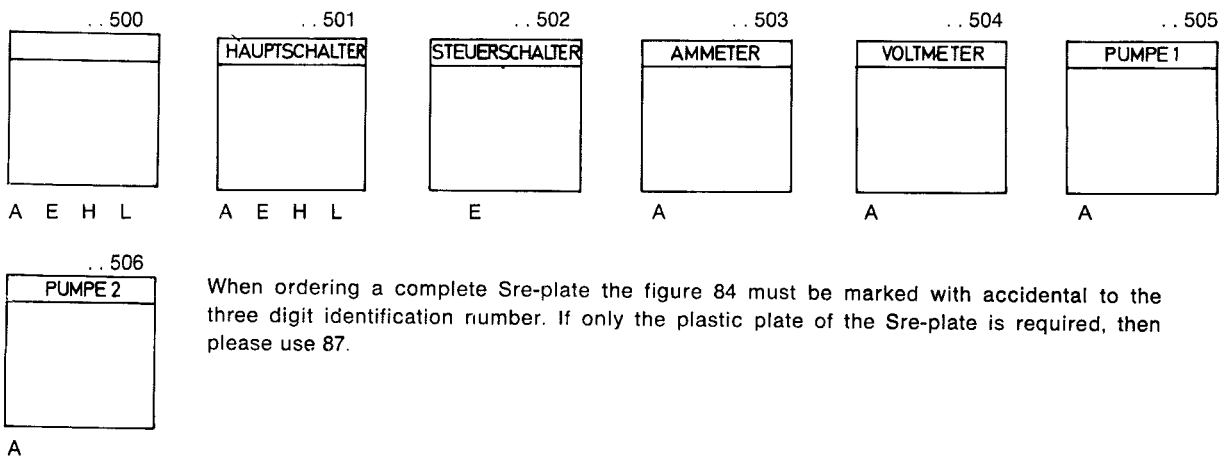 . . 500
. . 501
. . 502
. . 503
. . 504
. . 505
HAUPTSCHALTER
STEUERSCHALTER
AMMETER
VOLTMETER
PUMPE 1
A E H L
A E H L
E
A
A
A
. . 506
PUMPE 2
A
When ordering a complete Sre-plate the figure 84 must be marked with accidental to the
three digit identification number. If only the plastic plate of the Sre-plate is required, then
please use 87.